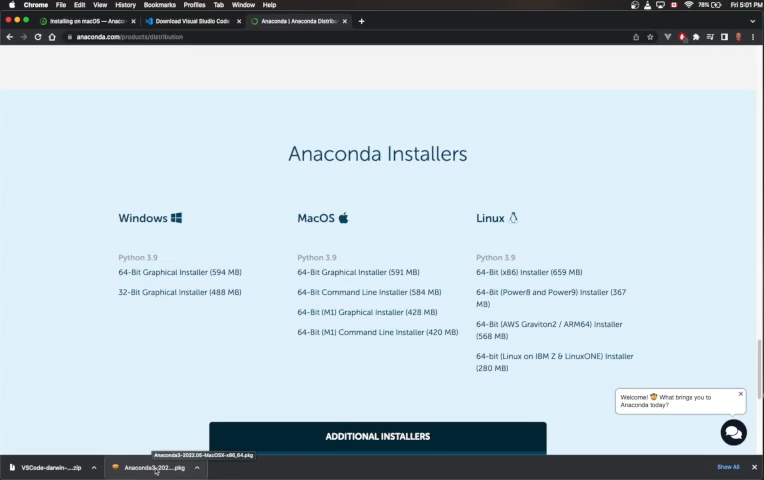 Chrome File Edit View History Bookmarks Profiles Tab Window Help 78% Fri 5:01 PM
Installing on macOS — Anacon Download Visual Studio Code Anaconda | Anaconda Distribu
anaconda.com/products/distribution
Anaconda Installers
Windows
Python 3.9
64-Bit Graphical Installer (594 MB)
32-Bit Graphical Installer (488 MB)
MacOS
Python 3.9
64-Bit Graphical Installer (591 MB)
64-Bit Command Line Installer (584 MB)
64-Bit (M1) Graphical Installer (428 MB)
64-Bit (M1) Command Line Installer (420 MB)
Linux
Python 3.9
64-Bit (x86) Installer (659 MB)
64-Bit (Power8 and Power9) Installer (367
MB)
64-Bit (AWS Graviton2 / ARM64) Installer
(568 MB)
64-bit (Linux on IBM Z & LinuxONE) Installer
(280 MB)
Welcome! 🤠 What brings you to
Anaconda today?
ADDITIONAL INSTALLERS
Anaconda3-2022.05-MacOSX-x86_64.pkg
VSCode-darwin-....zip Anaconda3-202....pkg Show All